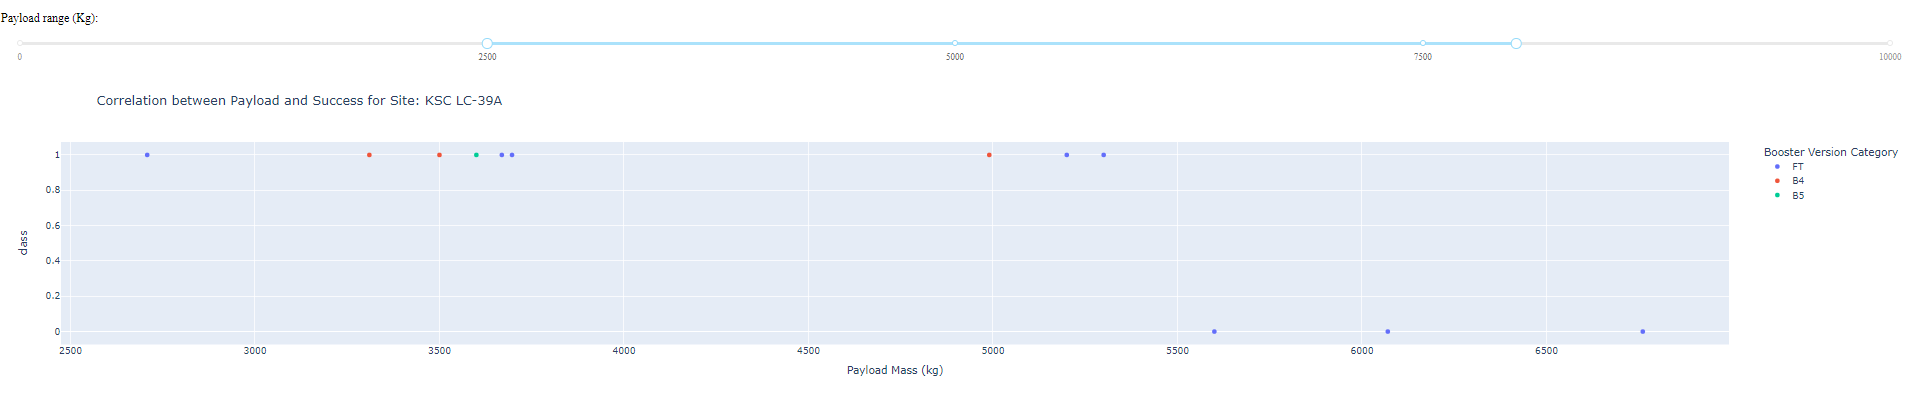 Payload range (Kg):
0 2500 5000 7500 10000
Correlation between Payload and Success for Site: KSC LC-39A
Booster Version Category
FT
B4
B5
1
0.8
0.6
0.4
0.2
0
class
2500 3000 3500 4000 4500 5000 5500 6000 6500
Payload Mass (kg)